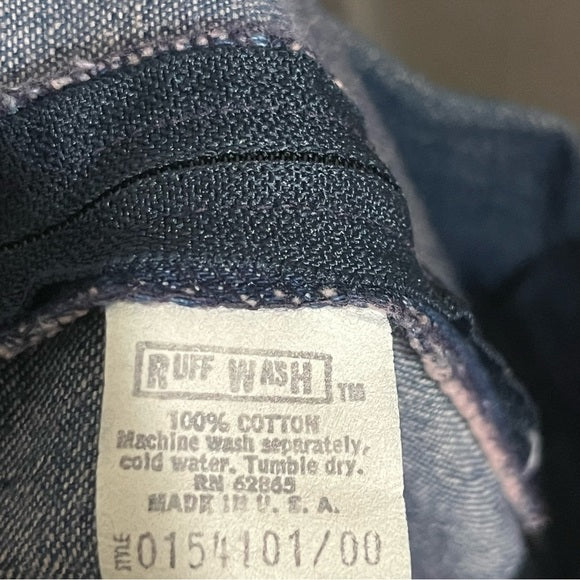 RUFF WASH TM
100% COTTON
Machine wash separately,
cold water. Tumble dry.
RN 62865
MADE IN U. S. A.
STYLE 0154101/00